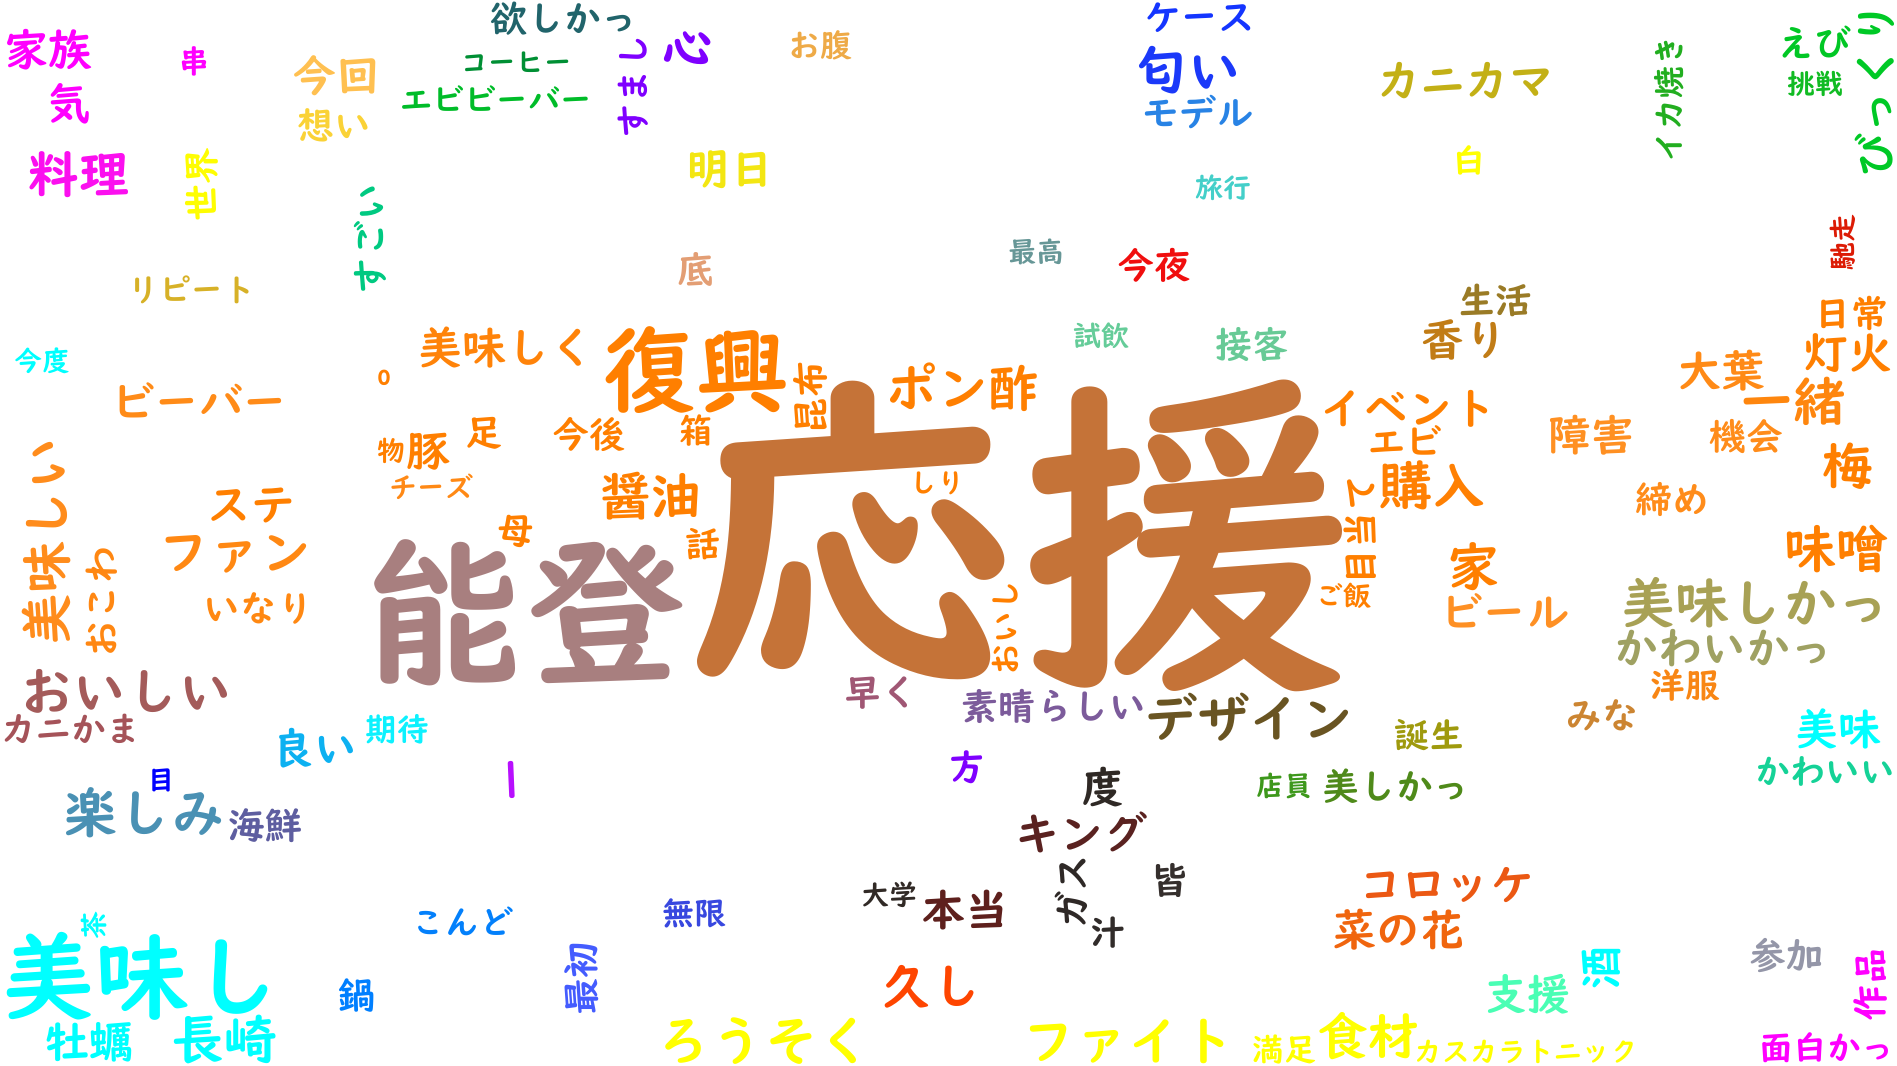 欲しかっ
ケース
家族
串
コーヒー
すまし
心
お腹
匂い
えび
びっくり
気
今回
エビビーバー
モデル
カニカマ
イカ焼き
挑戦
想い
料理
世界
明日
白
すごい
旅行
底
最高
今夜
馳走
リピート
生活
日常
今度
美味しく
復興
試飲
接客
香り
灯火
大葉
一緒
ビーバー
0
昆布
ポン酢
イベント
足
今後
箱
エビ
障害
機会
梅
物
豚
チーズ
美味しい
ステ
醤油
しり
購入
締め
母
話
目当て
ファン
能登
応援
家
味噌
おこわ
いなり
おいし
ご飯
ビール
美味しかっ
かわいかっ
おいしい
早く
素晴らしい
デザイン
洋服
カニかま
期待
良い
誕生
みな
美味
目
ー
方
度
店員
美しかっ
かわいい
楽しみ
海鮮
キング
ガス
皆
コロッケ
茶
こんど
無限
大学
本当
汁
菜の花
美味し
鍋
最初
久し
支援
酒
参加
作品
牡蠣
長崎
ろうそく
ファイト
満足
食材
カスカラトニック
面白かっ